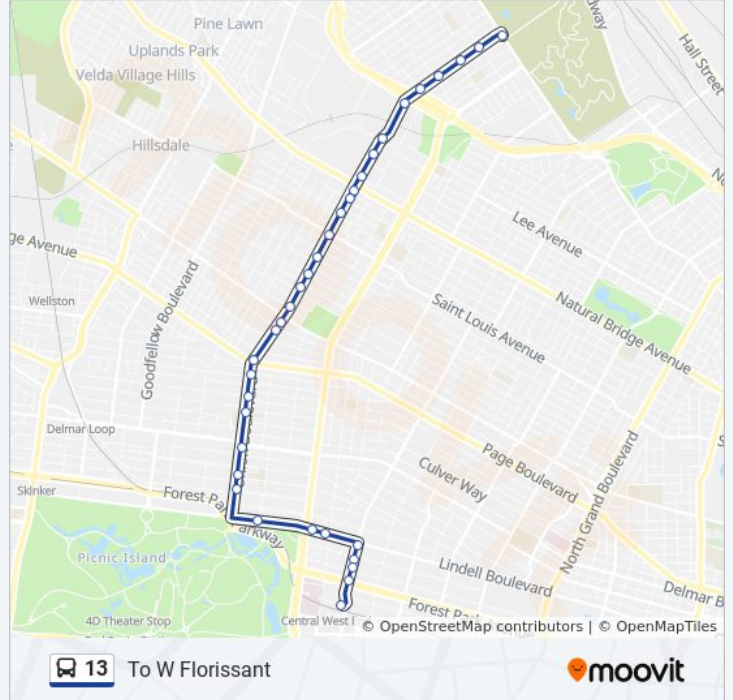 Pine Lawn
Uplands Park
Velda Village Hills
Hall Street
Hillsdale
Lee Avenue
Wellston
Goodfellow Boulevard
Saint Louis Avenue
Natural Bridge Avenue
Delmar Loop
Page Boulevard
Culver Way
North Grand Boulevard
Skinker
Forest Park Parkway
Picnic Island
Lindell Boulevard
Delmar B
4D Theater Stop
Central West E
Forest Park
© OpenStreetMap contributors | © OpenMapTiles
13 To W Florissant
moovit